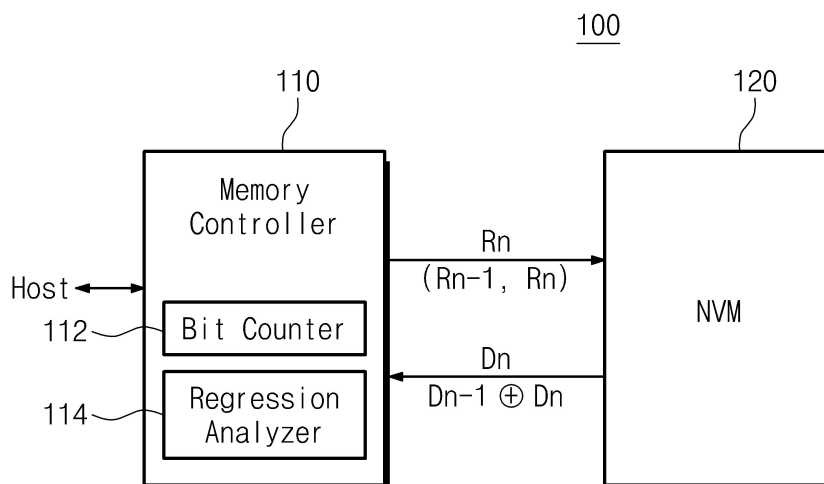 100
110
120
Memory
Controller
Rn
(Rn-1, Rn)
Host
NVM
112
Bit Counter
Dn
Dn-1 ⊕ Dn
114
Regression
Analyzer